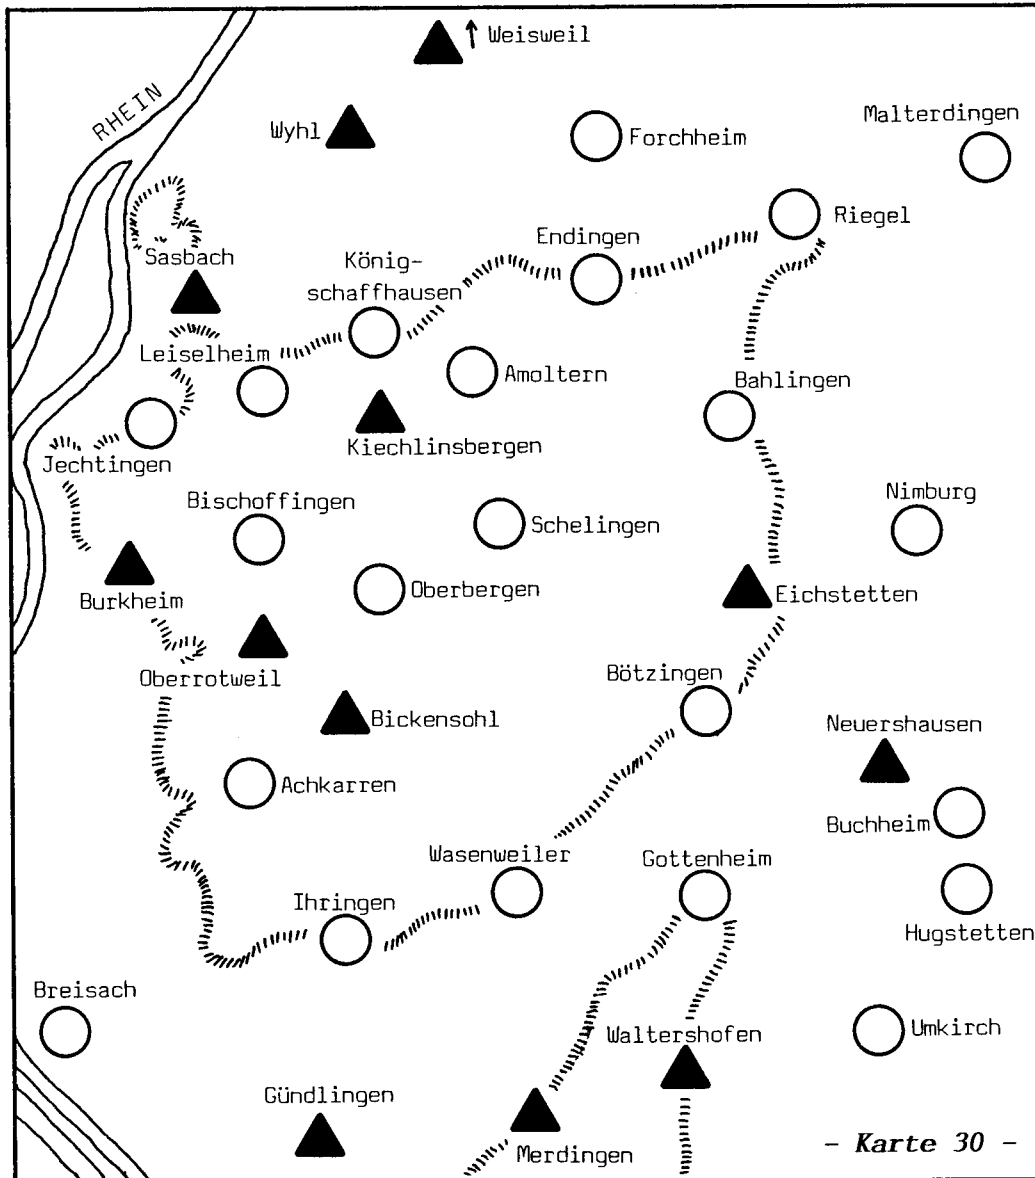 Weisweil
RHEIN
Wyhl
Forchheim
Malterdingen
Riegel
Endingen
Sasbach
König-
schaffhausen
Leiselheim
Amoltern
Bahlingen
Kiechlinsbergen
Jechtingen
Bischoffingen
Schelingen
Nimburg
Oberbergen
Burkheim
Eichstetten
Oberrotweil
Bötzingen
Bickensohl
Neuershausen
Achkarren
Buchheim
Wasenweiler
Gottenheim
Ihringen
Hugstetten
Breisach
Waltershofen
Umkirch
Gündlingen
Merdingen
- Karte 30 -